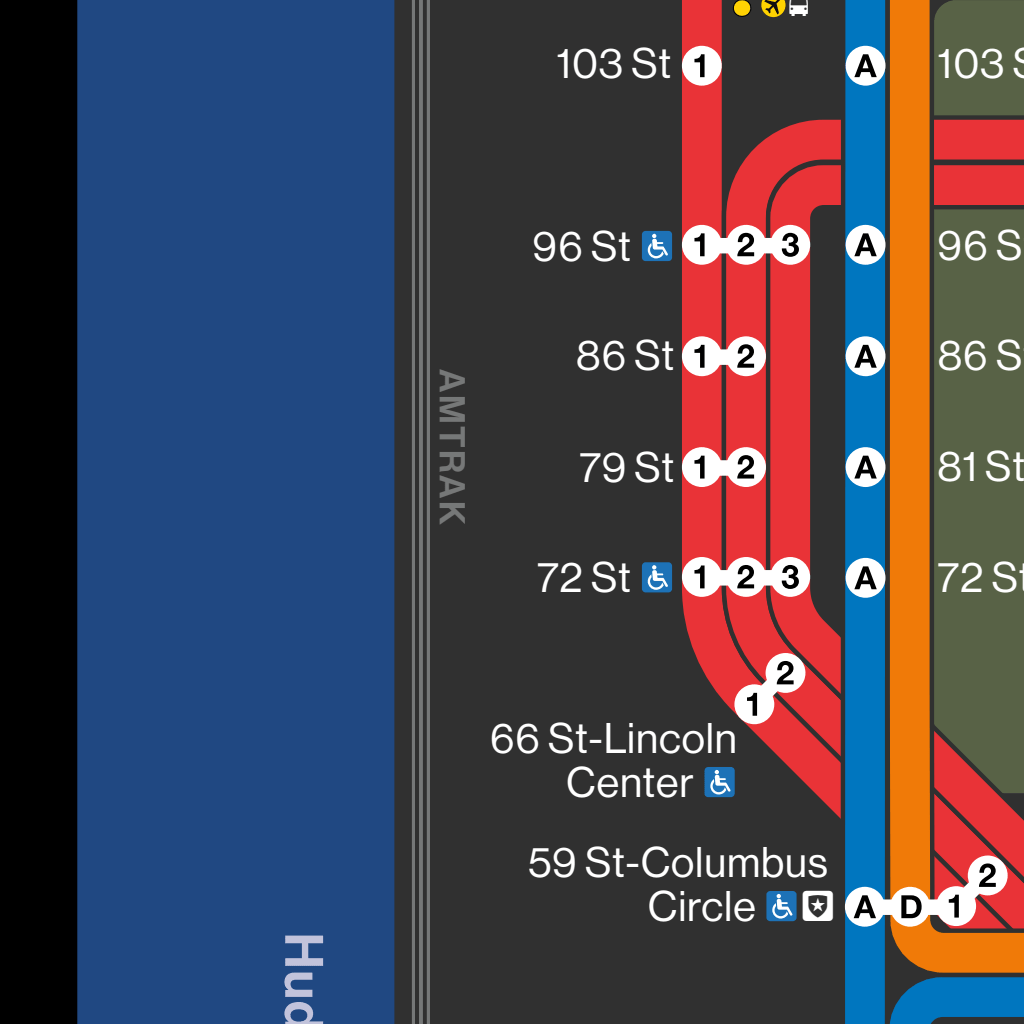 103 St 1 A 103 S
96 St 1 2 3 A 96 S
86 St 1 2 A 86 S
79 St 1 2 A 81 St
72 St 1 2 3 A 72 St
AMTRAK
1 2
66 St-Lincoln
Center
59 St-Columbus
Circle A D 1 2
Hud